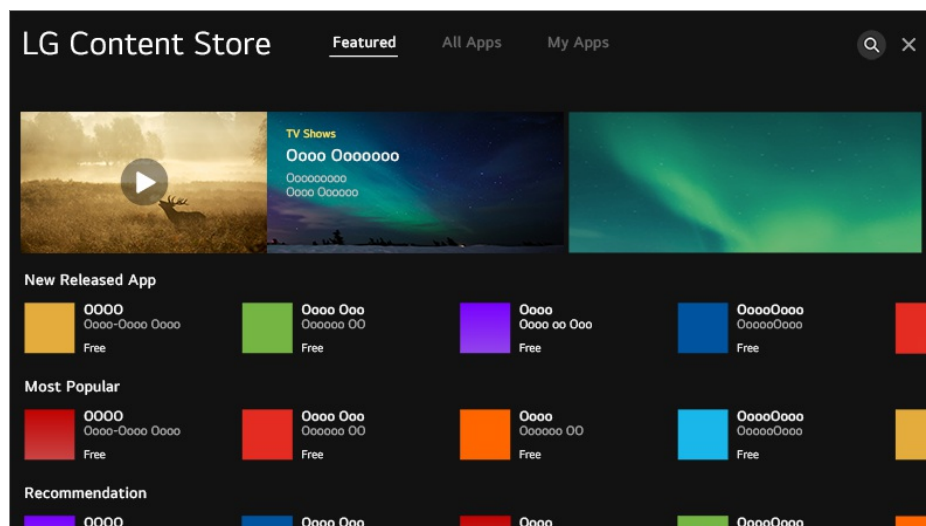 LG Content Store
Featured
All Apps
My Apps
TV Shows
Oooo Ooooooo
Ooooooooo
Oooo Oooooo
New Released App
OOOO
Oooo-Oooo Oooo
Free
Oooo Ooo
Oooooo OO
Free
Oooo
Oooo oo Ooo
Free
OoooOooo
OooooOooo
Free
Most Popular
OOOO
Oooo-Oooo Oooo
Free
Oooo Ooo
Oooooo OO
Free
Oooo
Oooooo OO
Free
OoooOooo
OooooOooo
Free
Recommendation
OOOO
Oooo Ooo
Oooo
OoooOooo